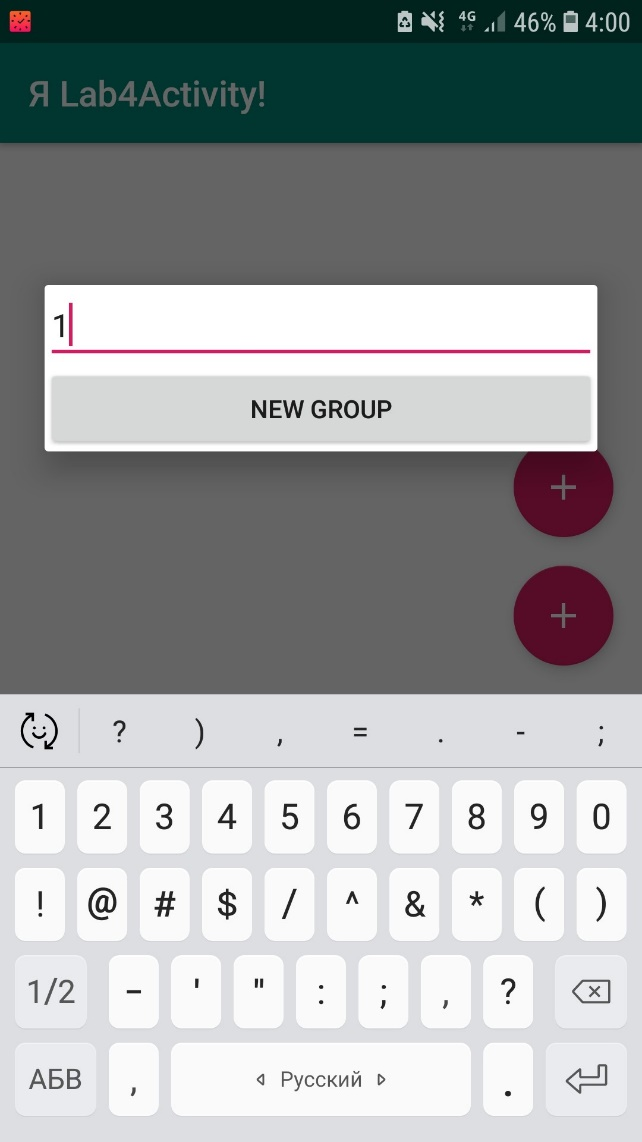 4G 46% 4:00
Я Lab4Activity!
1
NEW GROUP
? ) , = . - ;
1 2 3 4 5 6 7 8 9 0
! @ # $ / ^ & * ( )
1/2 - ' " : ; , ?
АБВ , Русский .